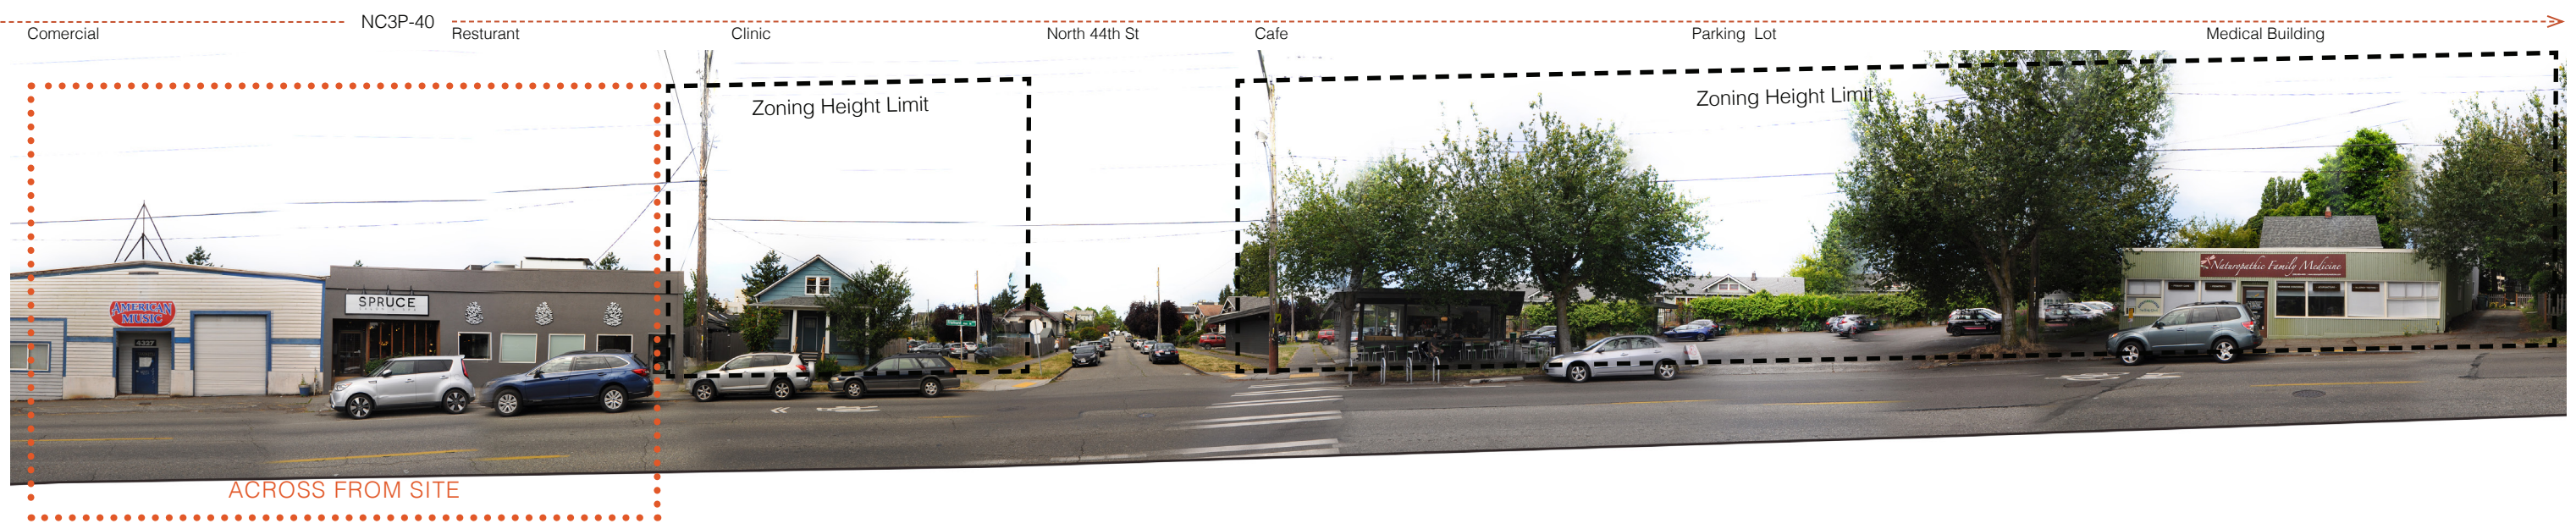 NC3P-40
Comercial
Resturant
Clinic
North 44th St
Cafe
Parking Lot
Medical Building
Zoning Height Limit
Zoning Height Limit
AMERICAN
MUSIC
4337
SPRUCE
Naturopathic Family Medicine
ACROSS FROM SITE